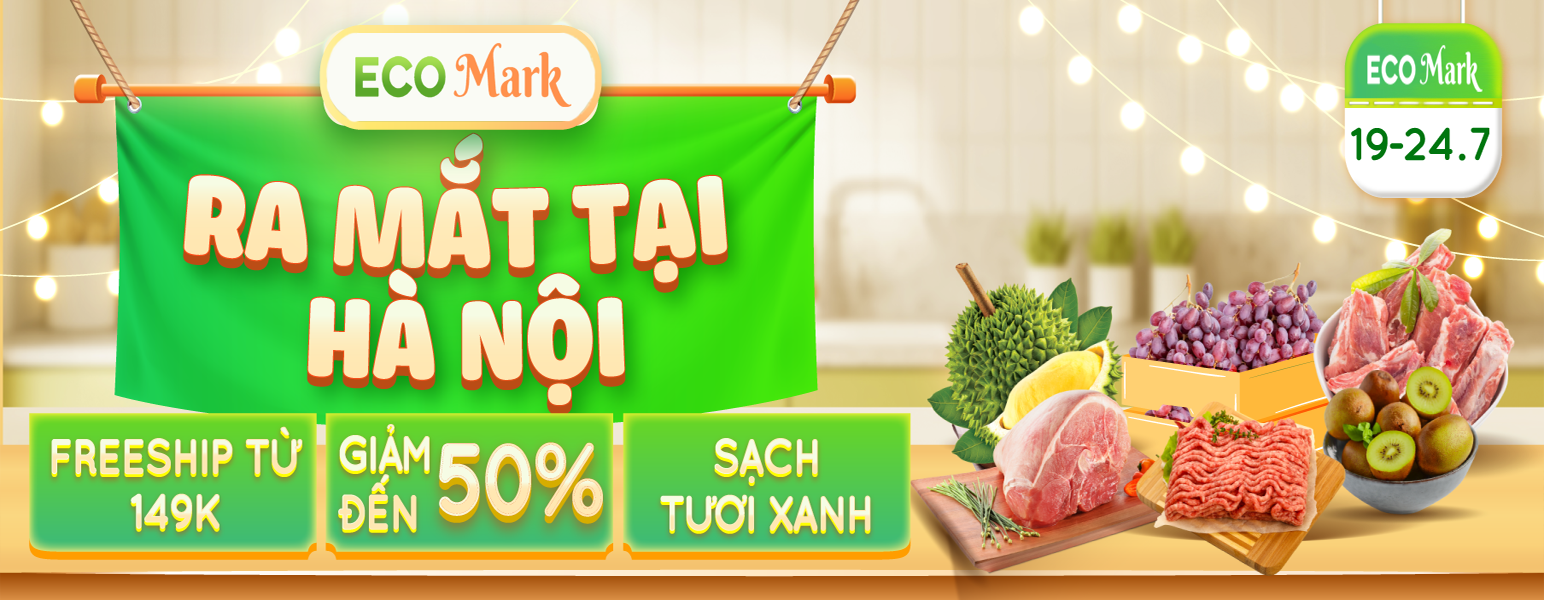 ECO Mark
RA MẮT TẠI
HÀ NỘI
FREESHIP TỪ
149K
GIẢM
ĐẾN
50%
SẠCH
TƯƠI XANH
ECO Mark
19-24.7